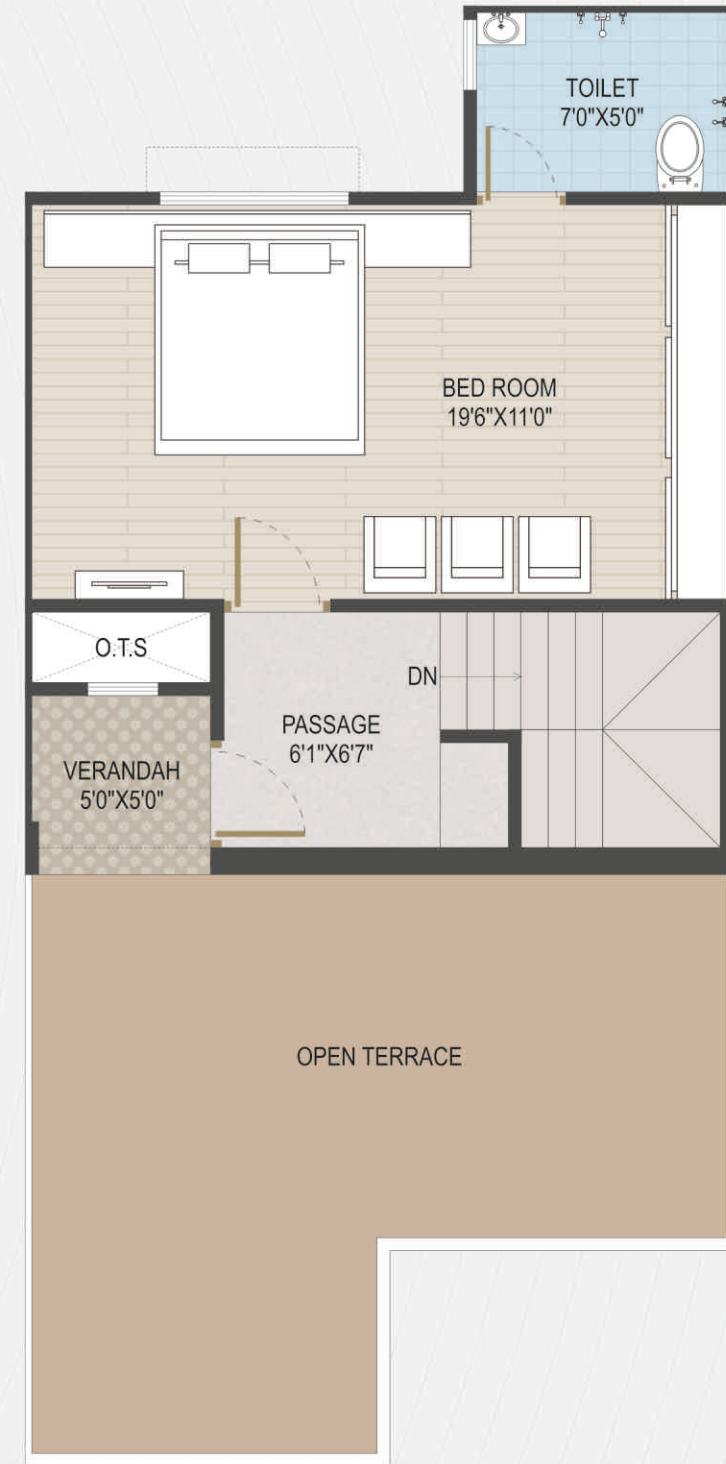 TOILET
7'0"X5'0"
BED ROOM
19'6"X11'0"
O.T.S
DN
PASSAGE
6'1"X6'7"
VERANDAH
5'0"X5'0"
OPEN TERRACE